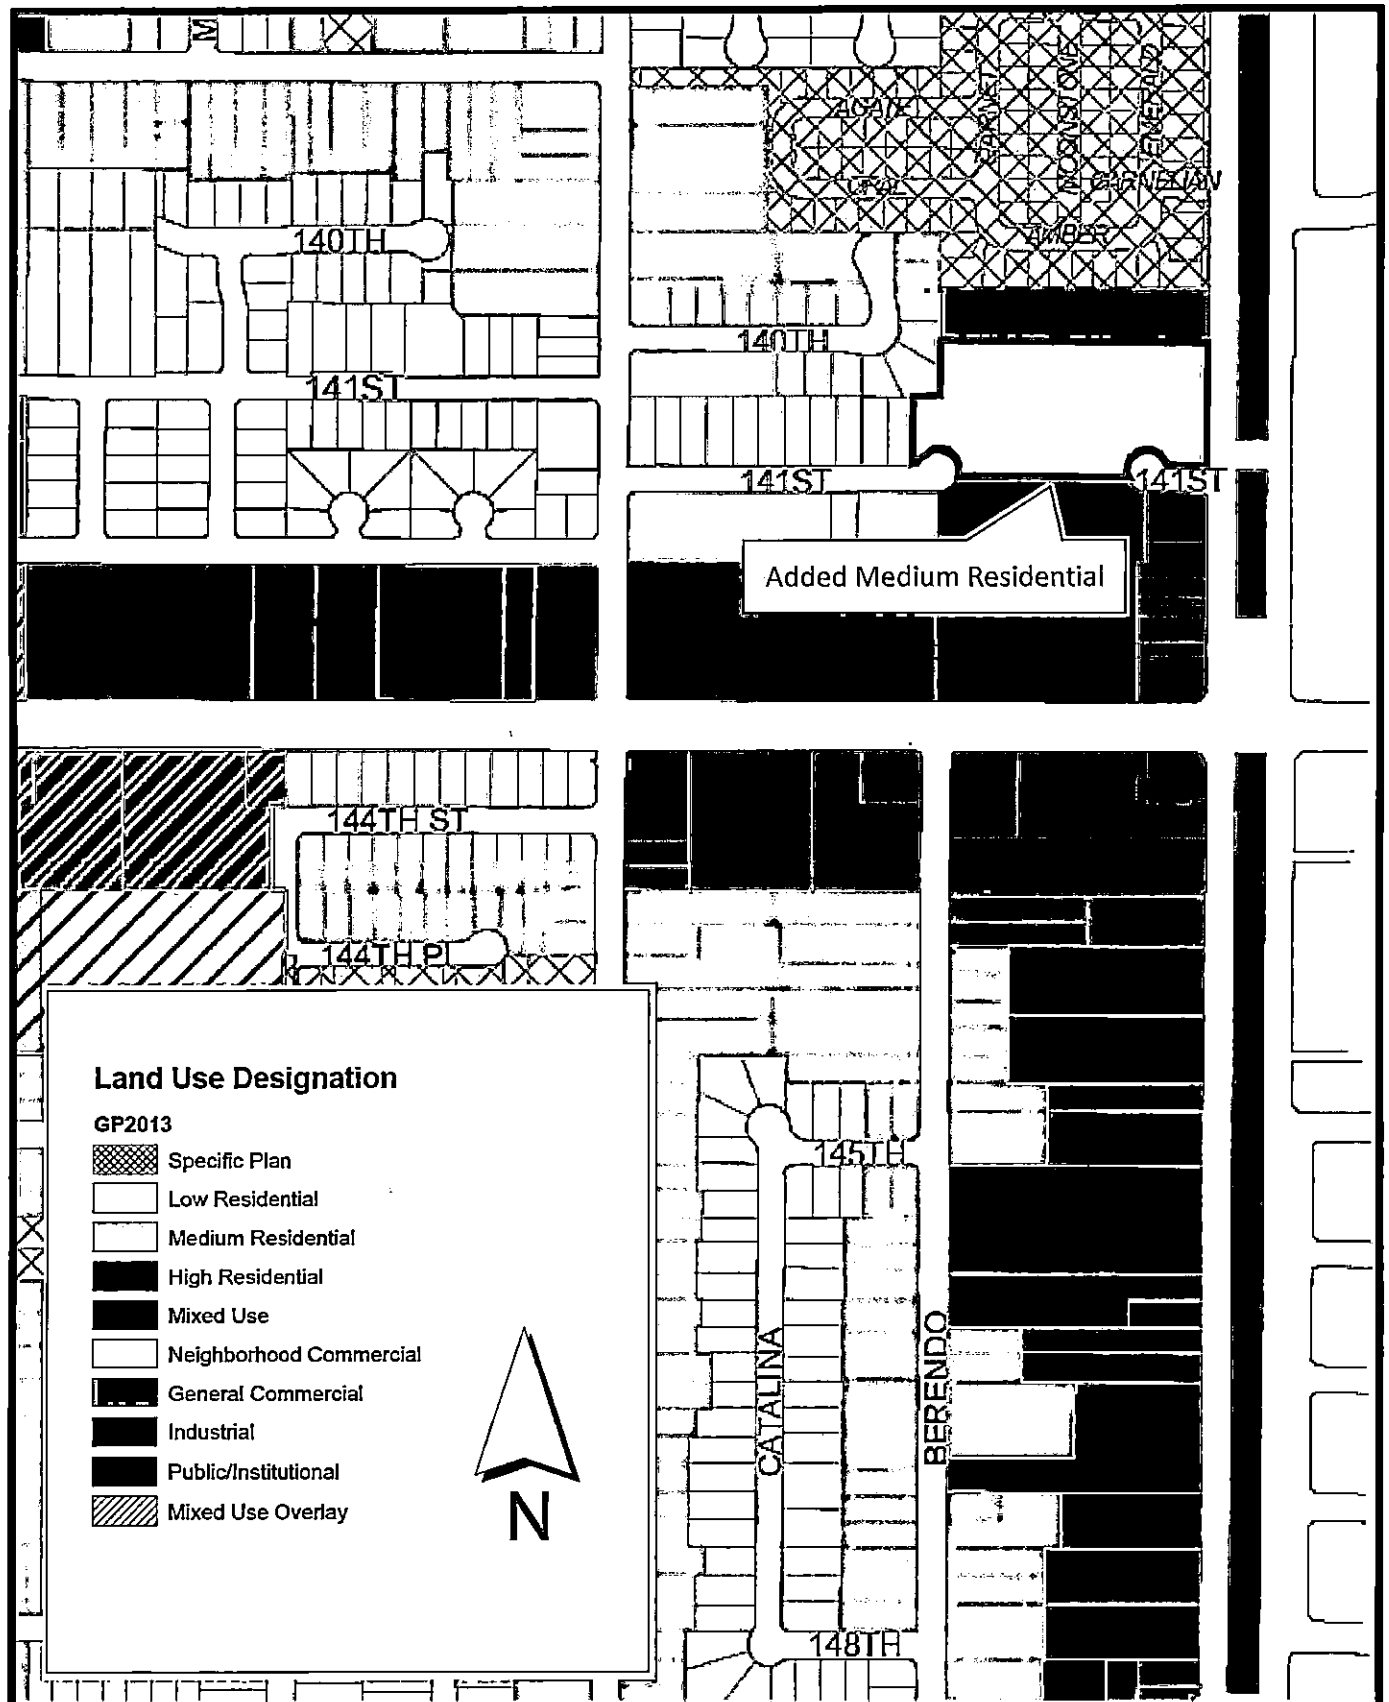 M
AGATE
GARNET
MOONSTONE
EMERALD
OPAL
CARNELIAN
AMBER
140TH
140TH
141ST
141ST
141ST
Added Medium Residential
144TH ST
144TH PL
Land Use Designation
GP2013
Specific Plan
Low Residential
Medium Residential
High Residential
Mixed Use
Neighborhood Commercial
General Commercial
Industrial
Public/Institutional
Mixed Use Overlay
N
145TH
CATALINA
BERENDO
148TH